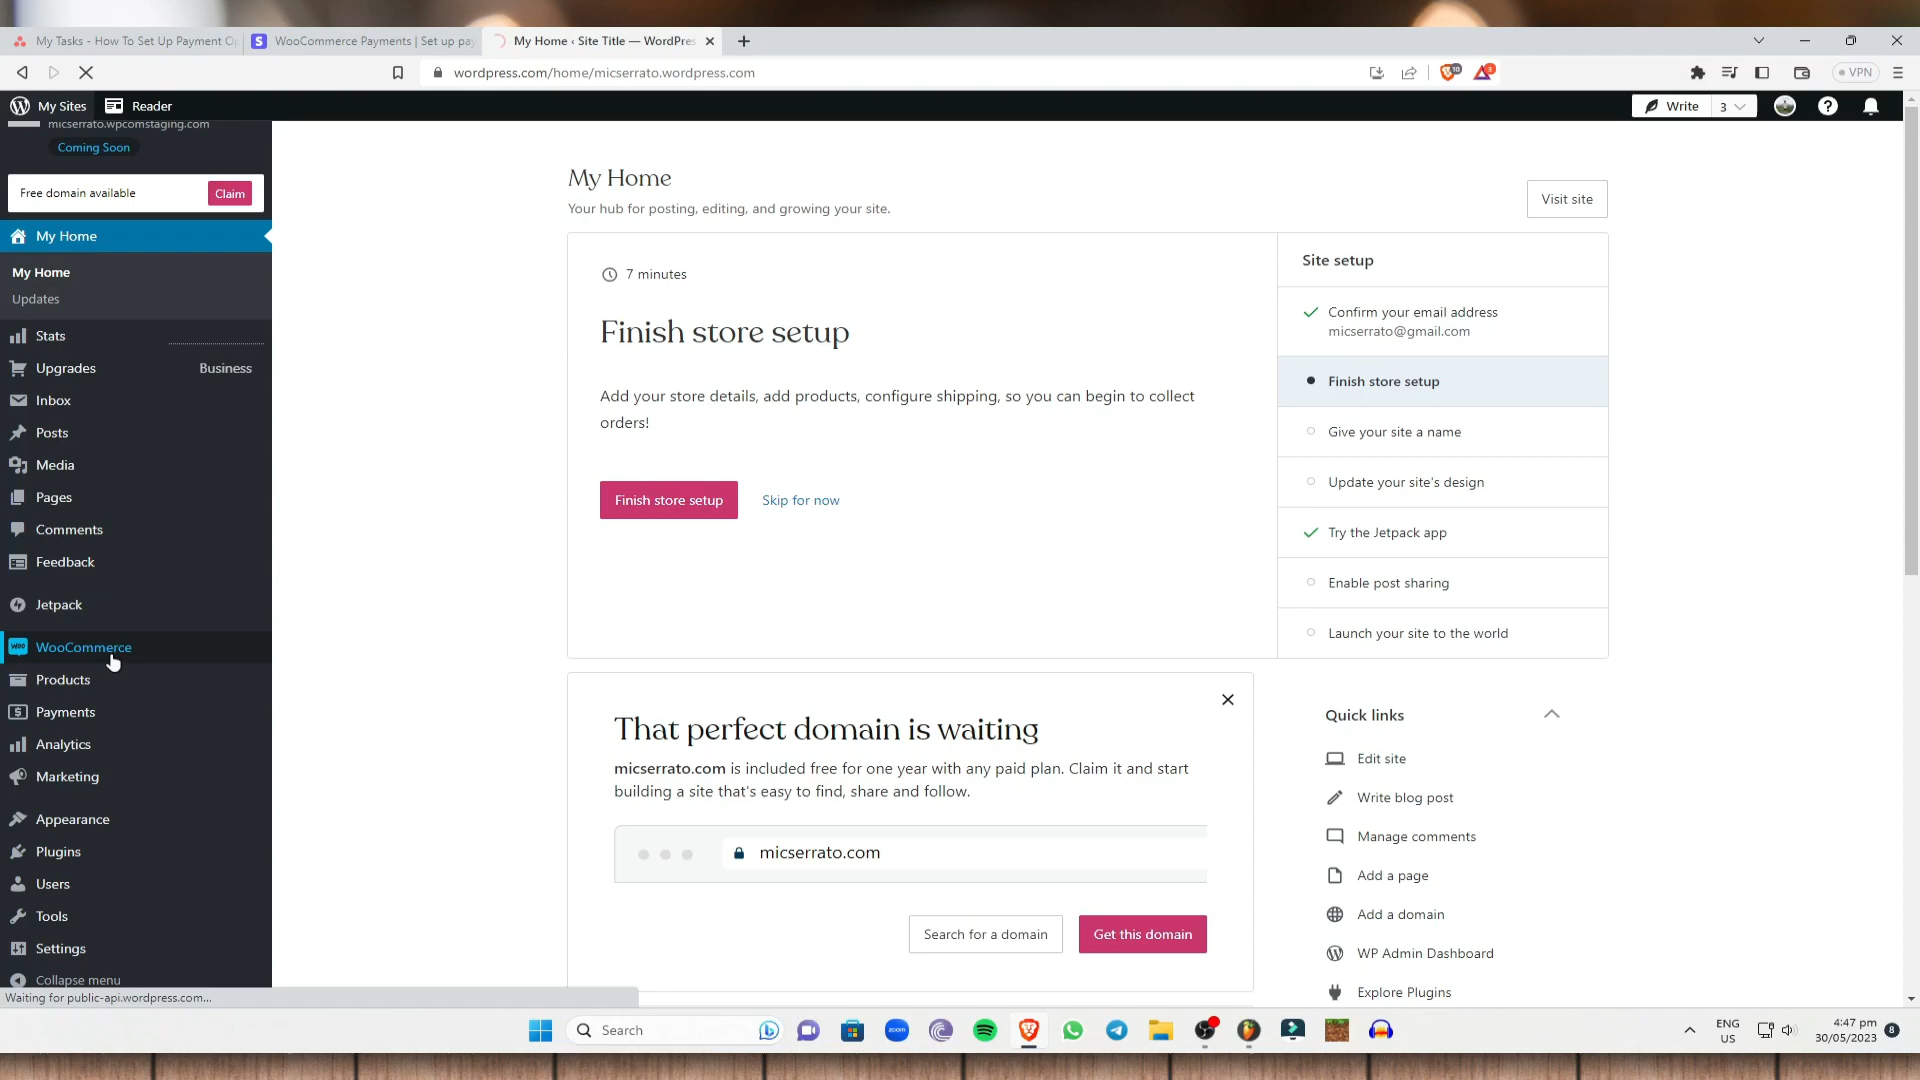 My Tasks - How To Set Up Payment O
WooCommerce Payments | Set up pay
My Home ‹ Site Title — WordPres
wordpress.com/home/micserrato.wordpress.com
10
3
VPN
My Sites
Reader
Write
3
micserrato.wpcomstaging.com
Coming Soon
Free domain available
Claim
My Home
My Home
Updates
Stats
Upgrades
Business
Inbox
Posts
Media
Pages
Comments
Feedback
Jetpack
WooCommerce
Products
Payments
Analytics
Marketing
Appearance
Plugins
Users
Tools
Settings
Collapse menu
Waiting for public-api.wordpress.com...
My Home
Your hub for posting, editing, and growing your site.
Visit site
7 minutes
Finish store setup
Add your store details, add products, configure shipping, so you can begin to collect
orders!
Finish store setup
Skip for now
Site setup
Confirm your email address
micserrato@gmail.com
Finish store setup
Give your site a name
Update your site's design
Try the Jetpack app
Enable post sharing
Launch your site to the world
That perfect domain is waiting
micserrato.com is included free for one year with any paid plan. Claim it and start
building a site that's easy to find, share and follow.
micserrato.com
Search for a domain
Get this domain
Quick links
Edit site
Write blog post
Manage comments
Add a page
Add a domain
WP Admin Dashboard
Explore Plugins
Search
zoom
ENG
US
4:47 pm
30/05/2023
8